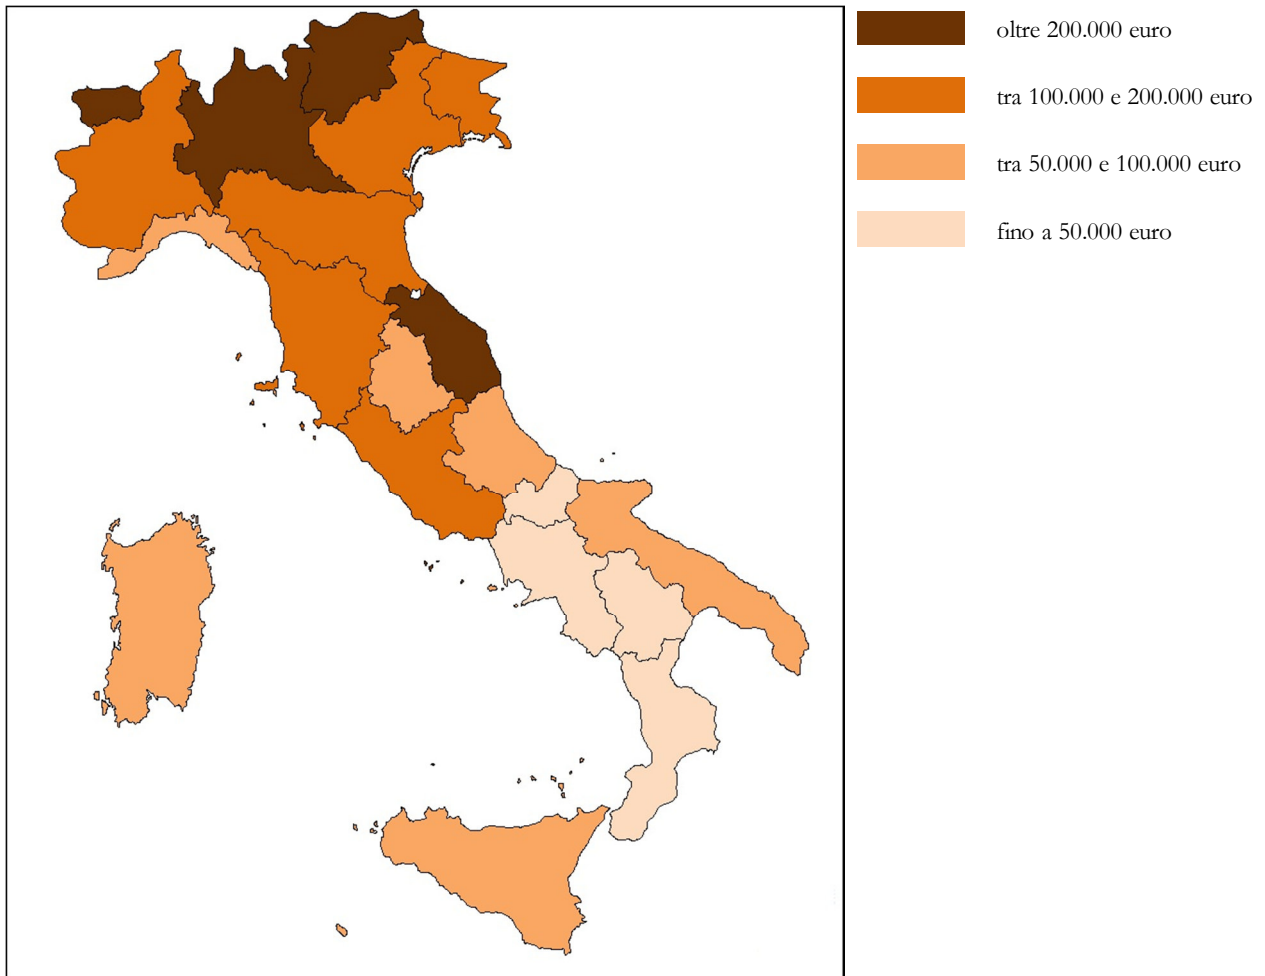 oltre 200.000 euro
tra 100.000 e 200.000 euro
tra 50.000 e 100.000 euro
fino a 50.000 euro